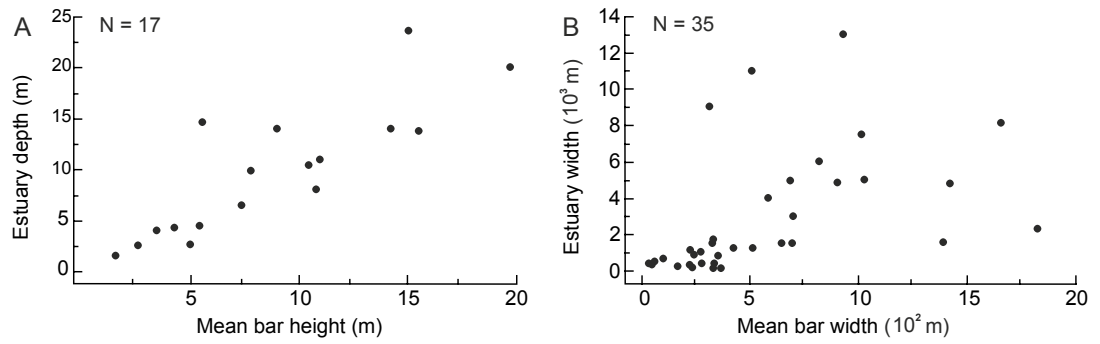 A
N = 17
25
20
15
10
5
0
Estuary depth (m)
5
10
15
20
Mean bar height (m)
B
N = 35
14
12
10
8
6
4
2
0
Estuary width (10³ m)
0
5
10
15
20
Mean bar width (10² m)